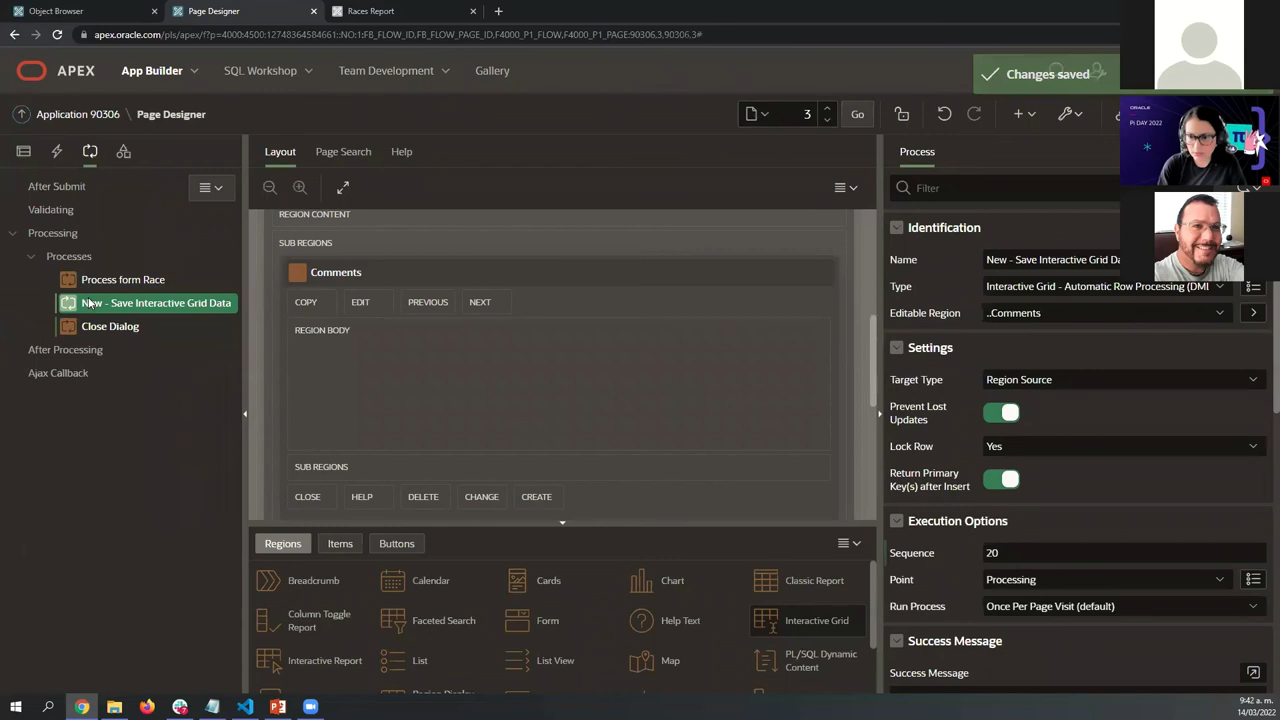 Object Browser
Page Designer
Races Report
apex.oracle.com/pls/apex/f?p=4000:4500:12748364584661::NO:1:FB_FLOW_ID,FB_FLOW_PAGE_ID,F4000_P1_FLOW,F4000_P1_PAGE:90306,3,90306,3#
APEX
App Builder
SQL Workshop
Team Development
Gallery
Changes saved
Application 90306
Page Designer
3
Go
ORACLE
PI DAY 2022
π
Layout
Page Search
Help
Process
After Submit
Validating
Processing
Processes
Process form Race
New - Save Interactive Grid Data
Close Dialog
After Processing
Ajax Callback
REGION CONTENT
SUB REGIONS
Comments
COPY
EDIT
PREVIOUS
NEXT
REGION BODY
SUB REGIONS
CLOSE
HELP
DELETE
CHANGE
CREATE
Regions
Items
Buttons
Breadcrumb
Calendar
Cards
Chart
Classic Report
Column Toggle
Report
Faceted Search
Form
Help Text
Interactive Grid
Interactive Report
List
List View
Map
PL/SQL Dynamic
Content
Region Display
Filter
Identification
Name
New - Save Interactive Grid Da
Type
Interactive Grid - Automatic Row Processing (DMl
Editable Region
..Comments
Settings
Target Type
Region Source
Prevent Lost
Updates
Lock Row
Yes
Return Primary
Key(s) after Insert
Execution Options
Sequence
20
Point
Processing
Run Process
Once Per Page Visit (default)
Success Message
Success Message
9:42 a. m.
14/03/2022